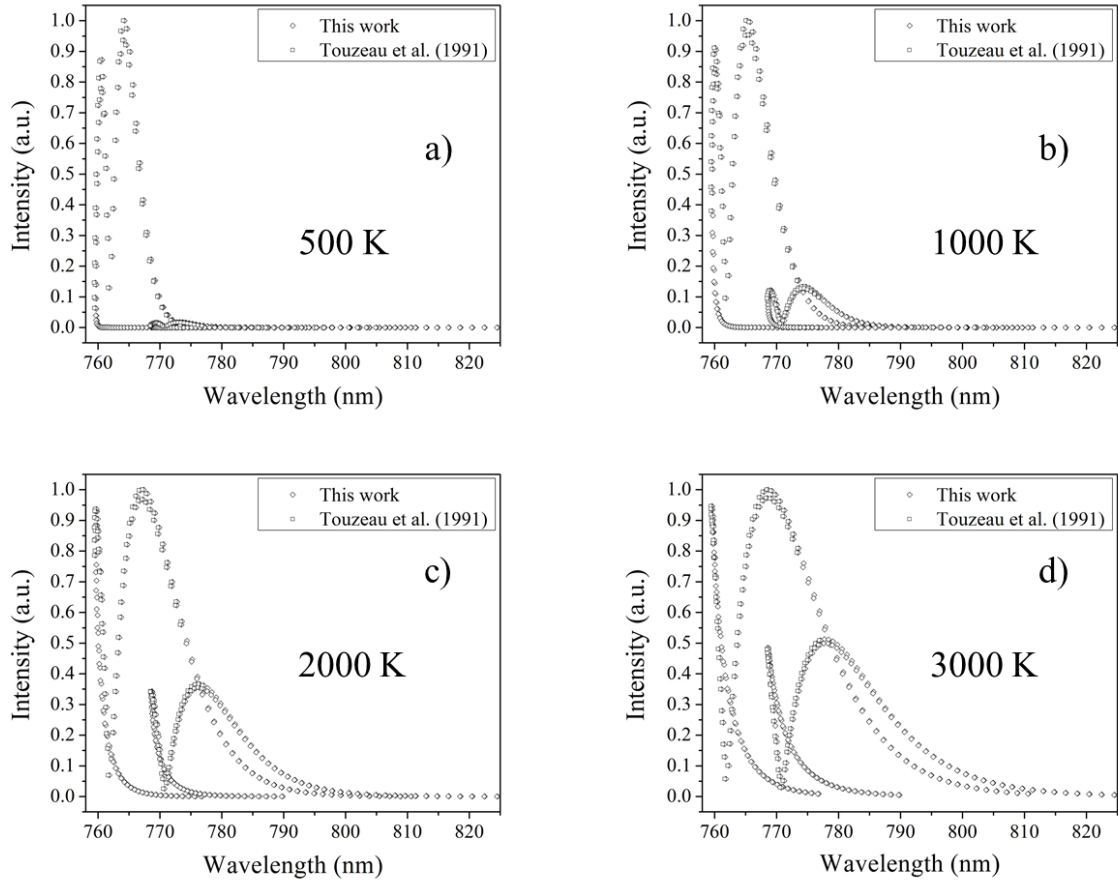 This work
Touzeau et al. (1991)
a)
500 K
Intensity (a.u.)
1.0
0.9
0.8
0.7
0.6
0.5
0.4
0.3
0.2
0.1
0.0
760 770 780 790 800 810 820
Wavelength (nm)
This work
Touzeau et al. (1991)
b)
1000 K
Intensity (a.u.)
1.0
0.9
0.8
0.7
0.6
0.5
0.4
0.3
0.2
0.1
0.0
760 770 780 790 800 810 820
Wavelength (nm)
This work
Touzeau et al. (1991)
c)
2000 K
Intensity (a.u.)
1.0
0.9
0.8
0.7
0.6
0.5
0.4
0.3
0.2
0.1
0.0
760 770 780 790 800 810 820
Wavelength (nm)
This work
Touzeau et al. (1991)
d)
3000 K
Intensity (a.u.)
1.0
0.9
0.8
0.7
0.6
0.5
0.4
0.3
0.2
0.1
0.0
760 770 780 790 800 810 820
Wavelength (nm)